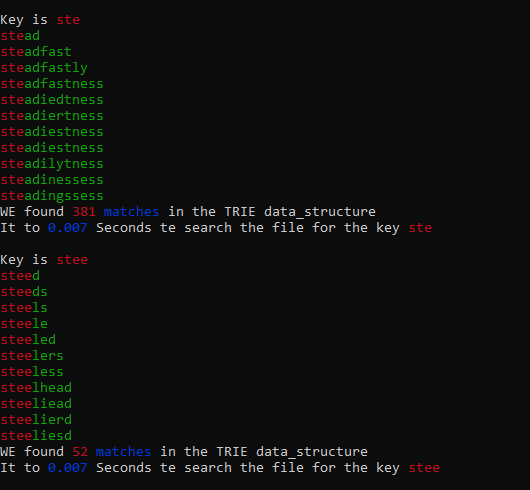 Key is ste
stead
steadfast
steadfastly
steadfastness
steadiedtness
steadiertness
steadiestness
steadiestness
steadilytness
steadinessess
steadingssess
WE found 381 matches in the TRIE data_structure
It to 0.007 Seconds te search the file for the key ste
Key is stee
steed
steeds
steels
steele
steeled
steelers
steeless
steelhead
steeliead
steelierd
steeliesd
WE found 52 matches in the TRIE data_structure
It to 0.007 Seconds te search the file for the key stee